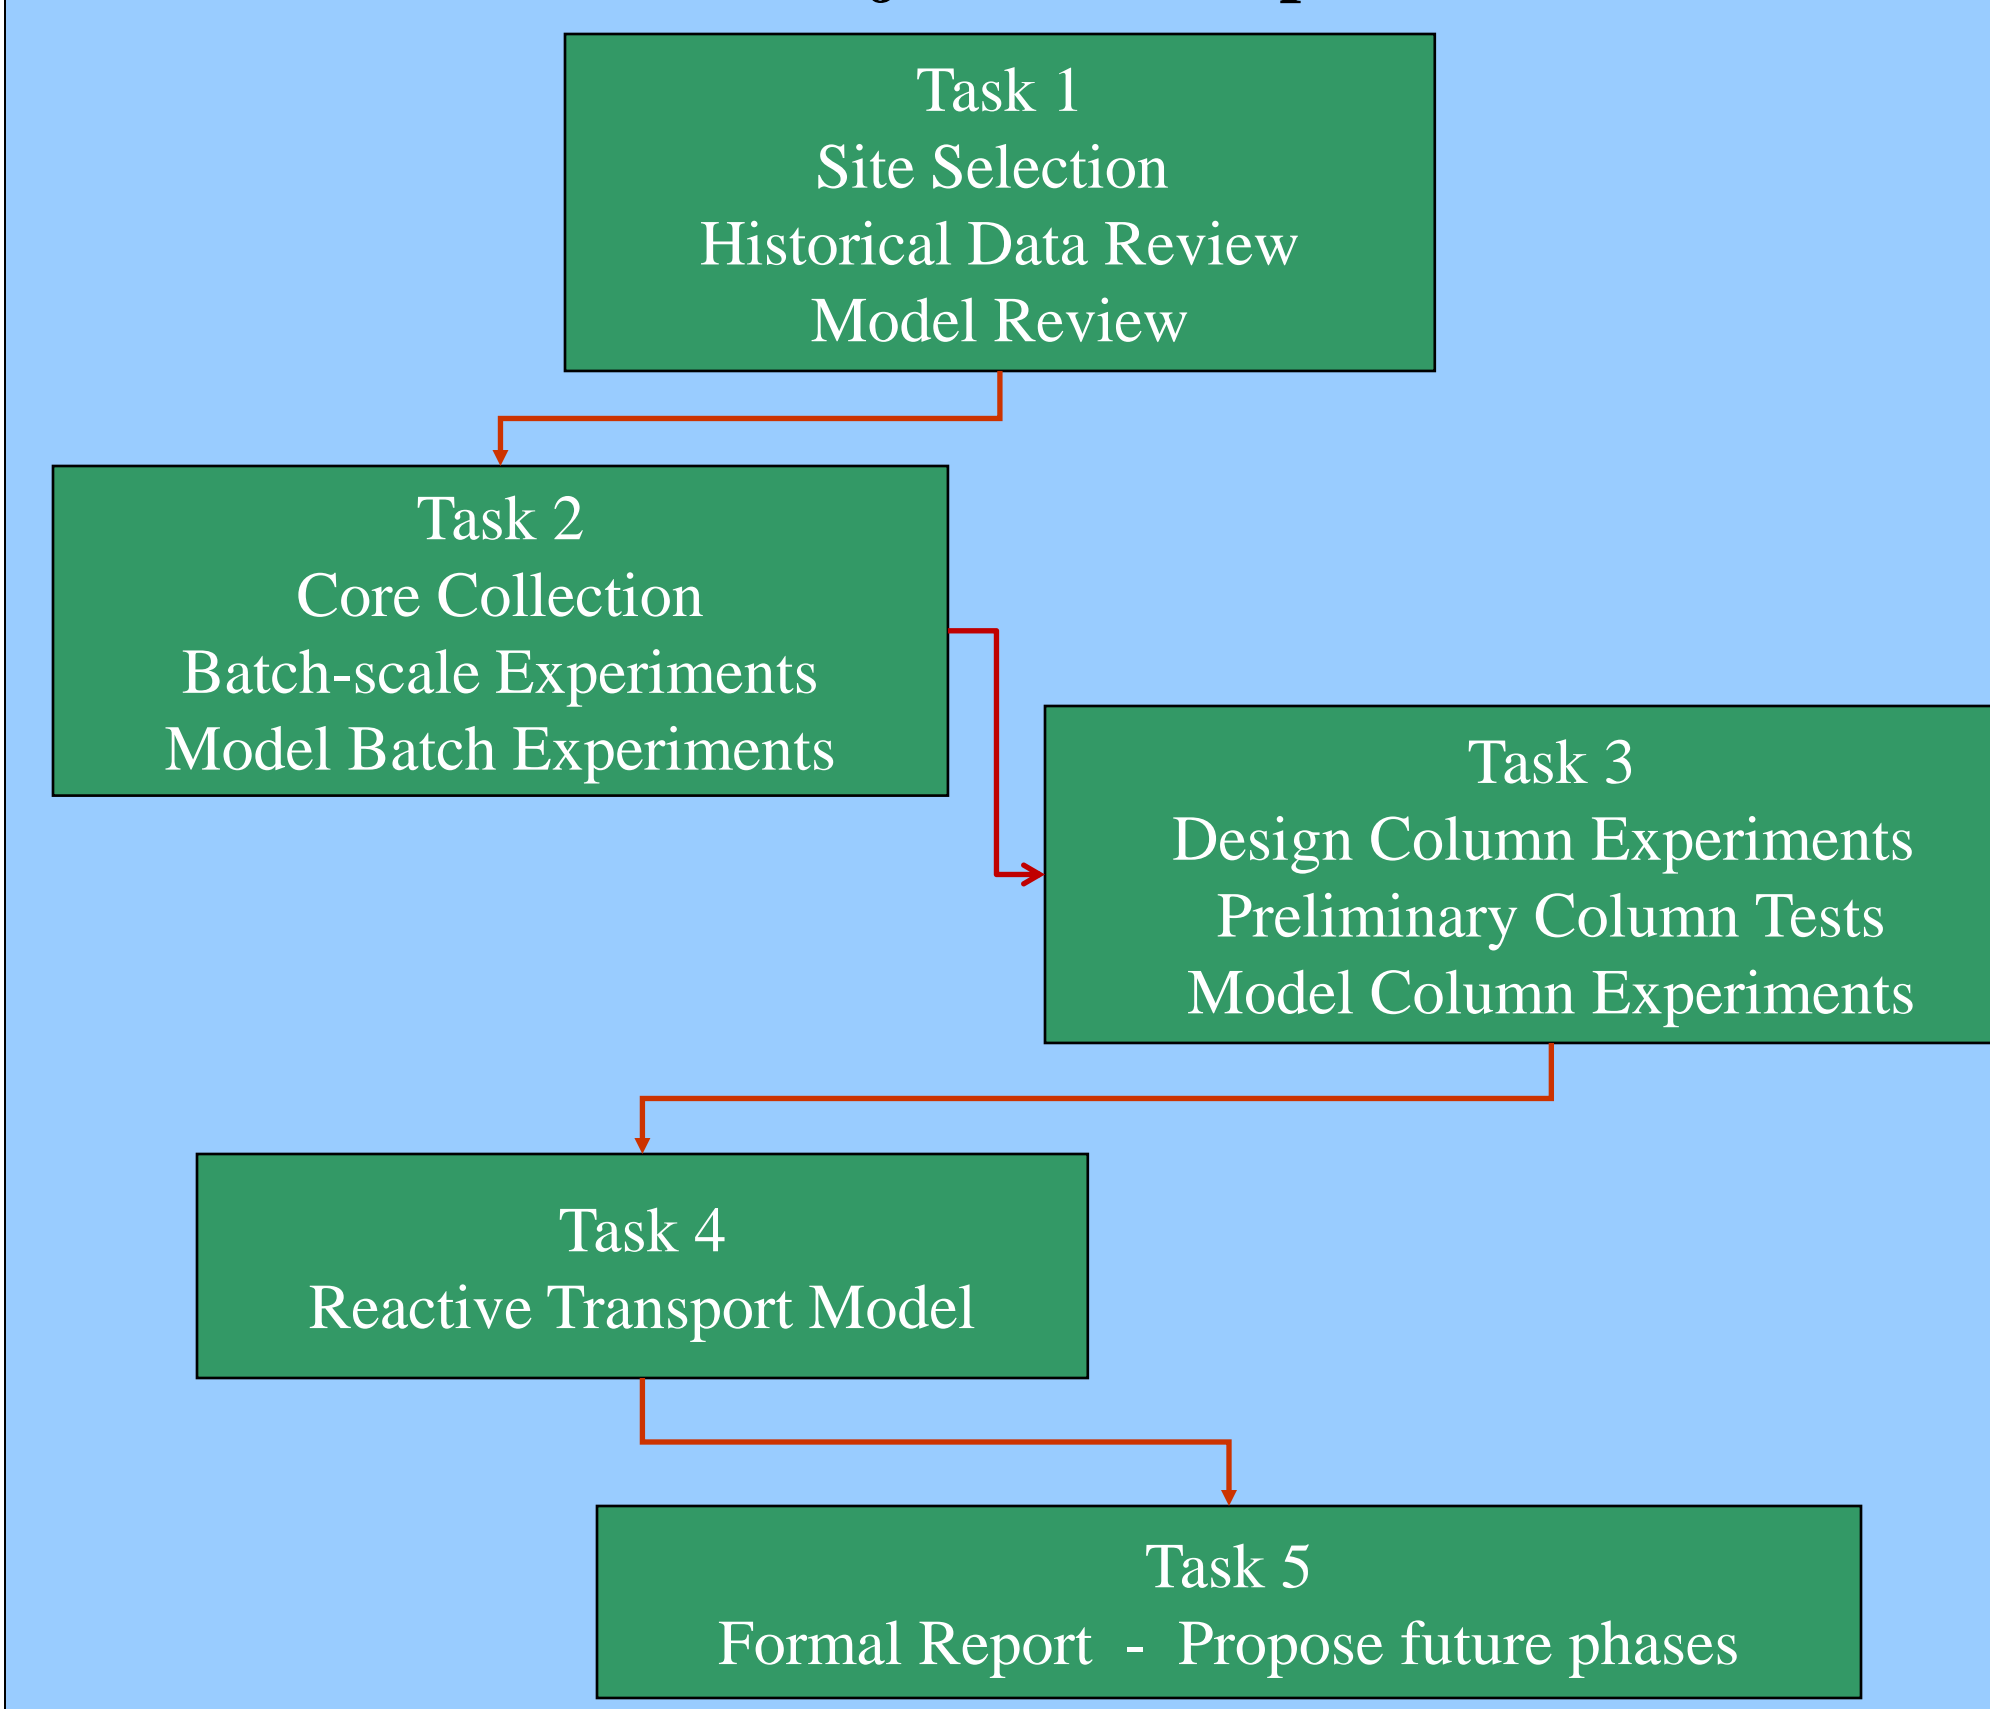 Task 1
Site Selection
Historical Data Review
Model Review
Task 2
Core Collection
Batch-scale Experiments
Model Batch Experiments
Task 3
Design Column Experiments
Preliminary Column Tests
Model Column Experiments
Task 4
Reactive Transport Model
Task 5
Formal Report - Propose future phases